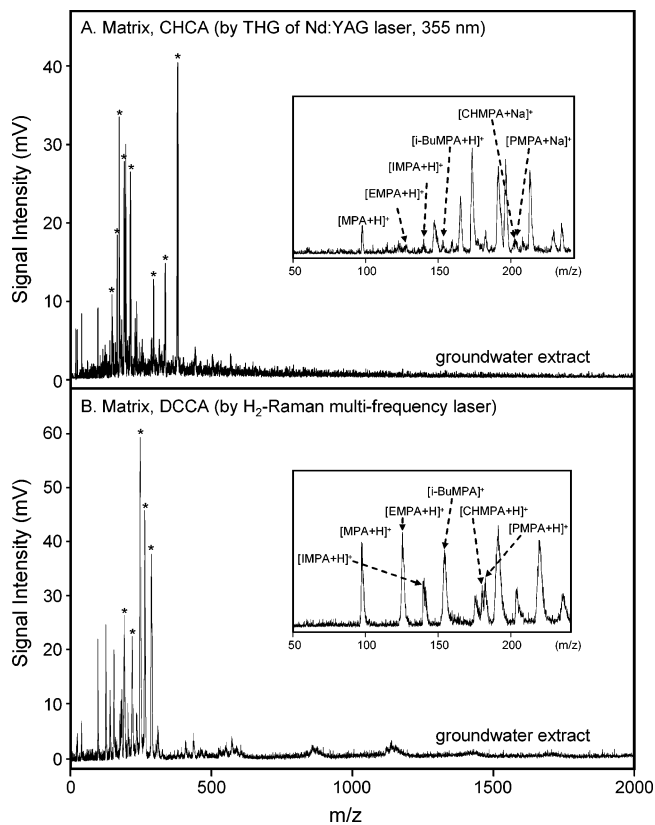 A. Matrix, CHCA (by THG of Nd:YAG laser, 355 nm)
Signal Intensity (mV)
40
30
20
10
0
*
*
*
*
*
*
*
*
*
[CHMPA+Na]⁺
[i-BuMPA+H]⁺
[PMPA+Na]⁺
[IMPA+H]⁺
[EMPA+H]⁺
[MPA+H]⁺
50 100 150 200 (m/z)
groundwater extract
B. Matrix, DCCA (by H₂-Raman multi-frequency laser)
Signal Intensity (mV)
60
50
40
30
20
10
0
*
*
*
*
*
[i-BuMPA]⁺
[EMPA+H]⁺
[CHMPA+H]⁺
[MPA+H]⁺
[PMPA+H]⁺
[IMPA+H]⁺
50 100 150 200 (m/z)
groundwater extract
0 500 1000 1500 2000
m/z